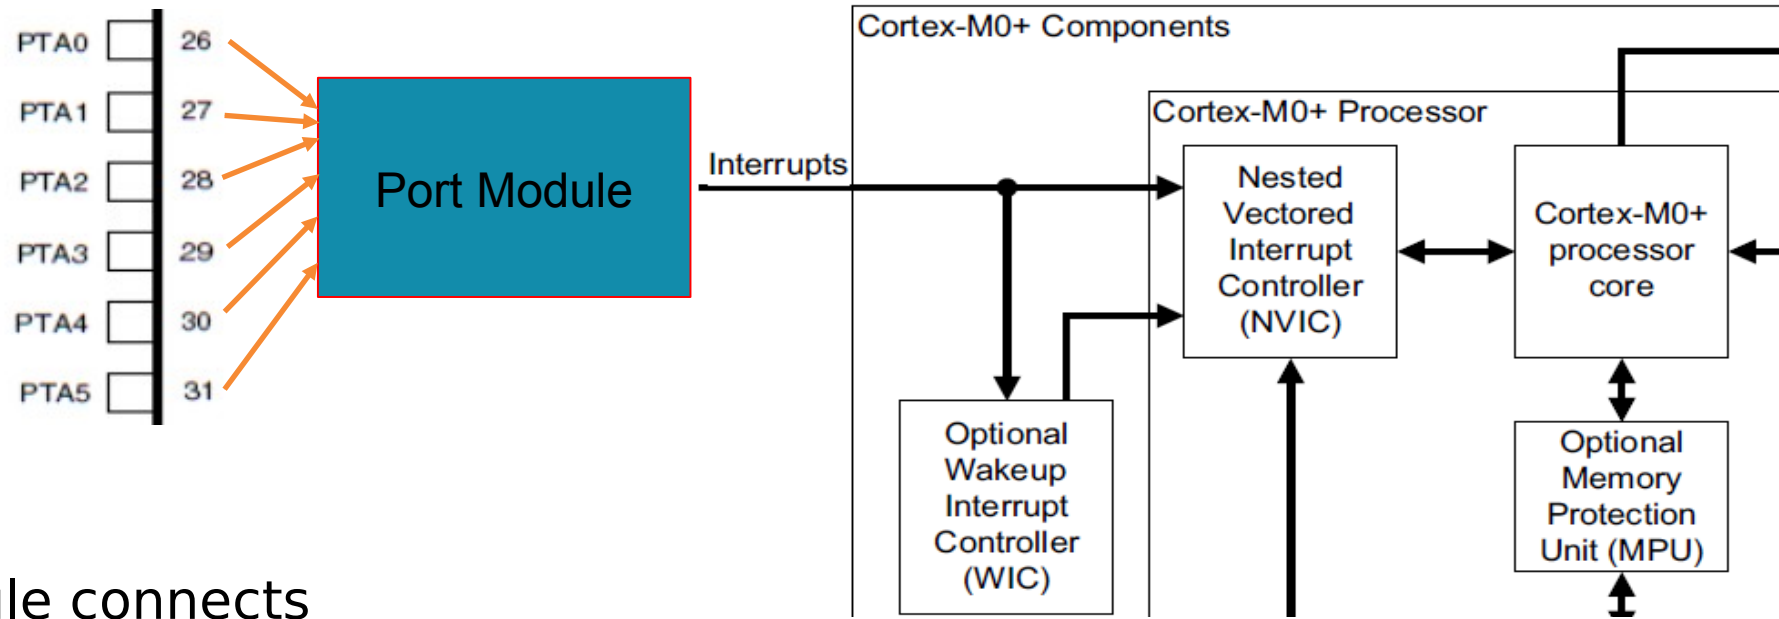 PTA0 26
PTA1 27
PTA2 28
PTA3 29
PTA4 30
PTA5 31
Port Module
Interrupts
Cortex-M0+ Components
Cortex-M0+ Processor
Nested
Vectored
Interrupt
Controller
(NVIC)
Cortex-M0+
processor
core
Optional
Wakeup
Interrupt
Controller
(WIC)
Optional
Memory
Protection
Unit (MPU)
connects